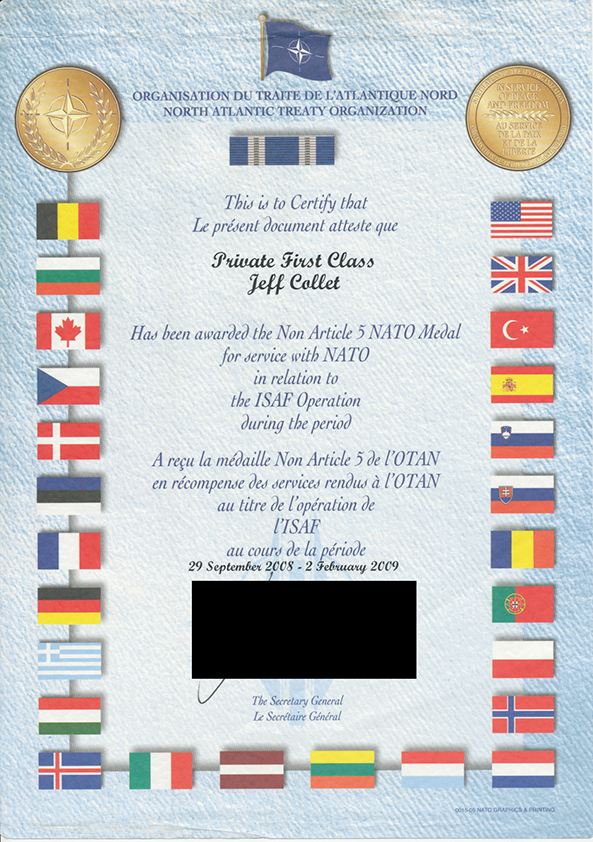 ORGANISATION DU TRAITE DE L'ATLANTIQUE NORD
NORTH ATLANTIC TREATY ORGANIZATION
IN SERVICE
OF PEACE
AND FREEDOM
AU SERVICE
DE LA PAIX
ET DE LA
LIBERTE
This is to Certify that
Le présent document atteste que
Private First Class
Jeff Collet
Has been awarded the Non Article 5 NATO Medal
for service with NATO
in relation to
the ISAF Operation
during the period
A reçu la médaille Non Article 5 de l'OTAN
en récompense des services rendus à l'OTAN
au titre de l'opération de
l'ISAF
au cours de la période
29 September 2008 - 2 February 2009
The Secretary General
Le Secrétaire Général
0015-05 NATO GRAPHICS & PRINTING